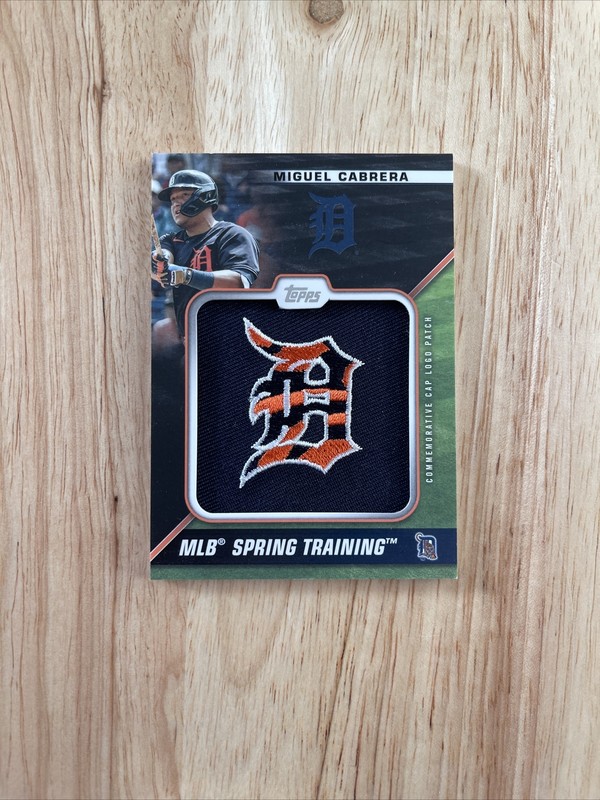 MIGUEL CABRERA
D
topps
D
COMMEMORATIVE CAP LOGO PATCH
MLB® SPRING TRAINING™
D